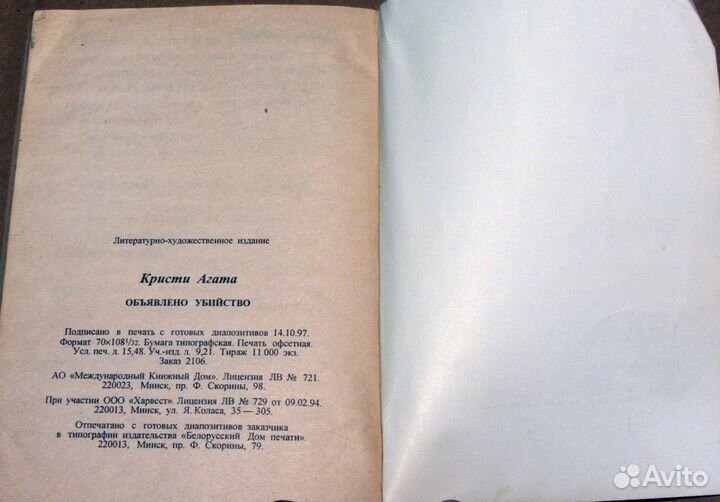 Литературно-художественное издание
Кристи Агата
ОБЪЯВЛЕНО УБИЙСТВО
Подписано в печать с готовых диапозитивов 14.10.97.
Формат 70×108¹/₃₂. Бумага типографская. Печать офсетная.
Усл. печ. л. 15,48. Уч.-изд. л. 9,21. Тираж 11 000 экз.
Заказ 2106.
АО «Международный Книжный Дом». Лицензия ЛВ № 721.
220023, Минск, пр. Ф. Скорины, 98.
При участии ООО «Харвест». Лицензия ЛВ № 729 от 09.02.94.
220013, Минск, ул. Я. Коласа, 35 — 305.
Отпечатано с готовых диапозитивов заказчика
в типографии издательства «Белорусский Дом печати».
220013, Минск, пр. Ф. Скорины, 79.
Avito